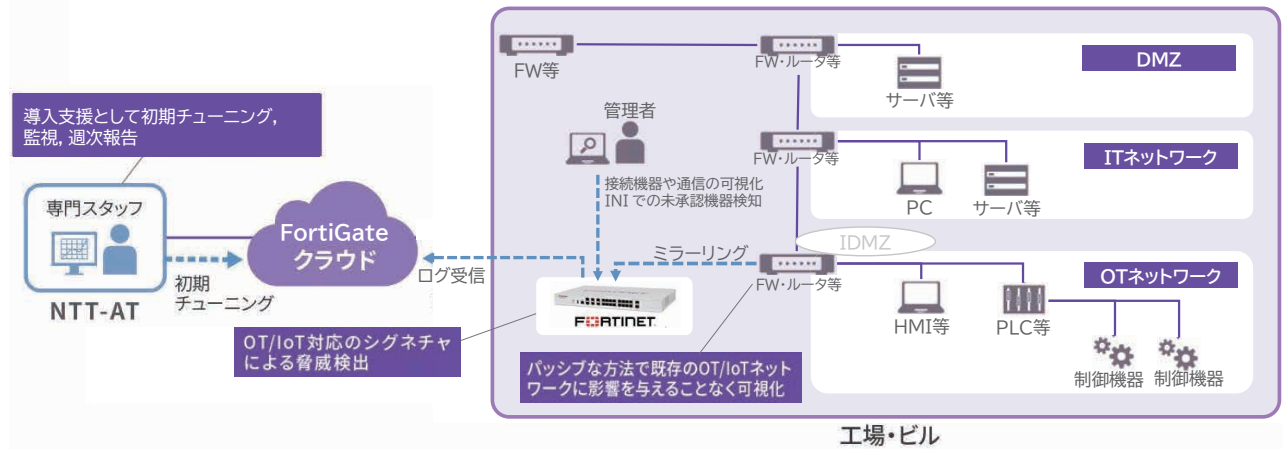 導入支援として初期チューニング,
監視, 週次報告
専門スタッフ
NTT-AT
初期
チューニング
FortiGate
クラウド
ログ受信
OT/IoT対応のシグネチャ
による脅威検出
FW等
管理者
接続機器や通信の可視化
INIでの未承認機器検知
ミラーリング
FORTINET
パッシブな方法で既存のOT/IoTネット
ワークに影響を与えることなく可視化
FW・ルータ等
サーバ等
DMZ
FW・ルータ等
PC
サーバ等
ITネットワーク
IDMZ
FW・ルータ等
HMI等
PLC等
OTネットワーク
制御機器
制御機器
工場・ビル